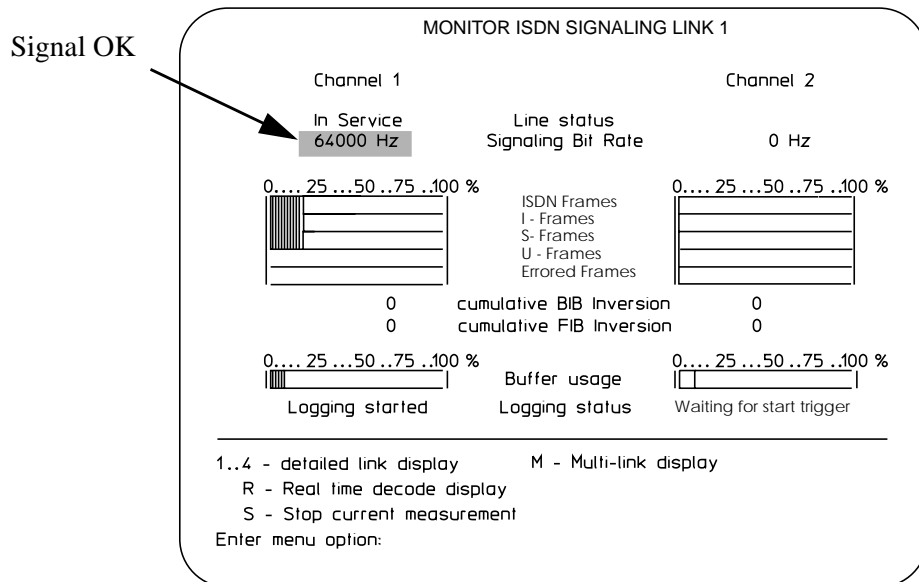 MONITOR ISDN SIGNALING LINK 1
Signal OK
Channel 1 Channel 2
In Service Line status
64000 Hz Signaling Bit Rate 0 Hz
0.... 25 ...50 ..75 ..100 % 0.... 25 ...50 ..75 ..100 %
ISDN Frames
I - Frames
S- Frames
U - Frames
Errored Frames
0 cumulative BIB Inversion 0
0 cumulative FIB Inversion 0
0.... 25 ...50 ..75 ..100 % 0.... 25 ...50 ..75 ..100 %
Buffer usage
Logging started Logging status Waiting for start trigger
1..4 - detailed link display M - Multi-link display
R - Real time decode display
S - Stop current measurement
Enter menu option: